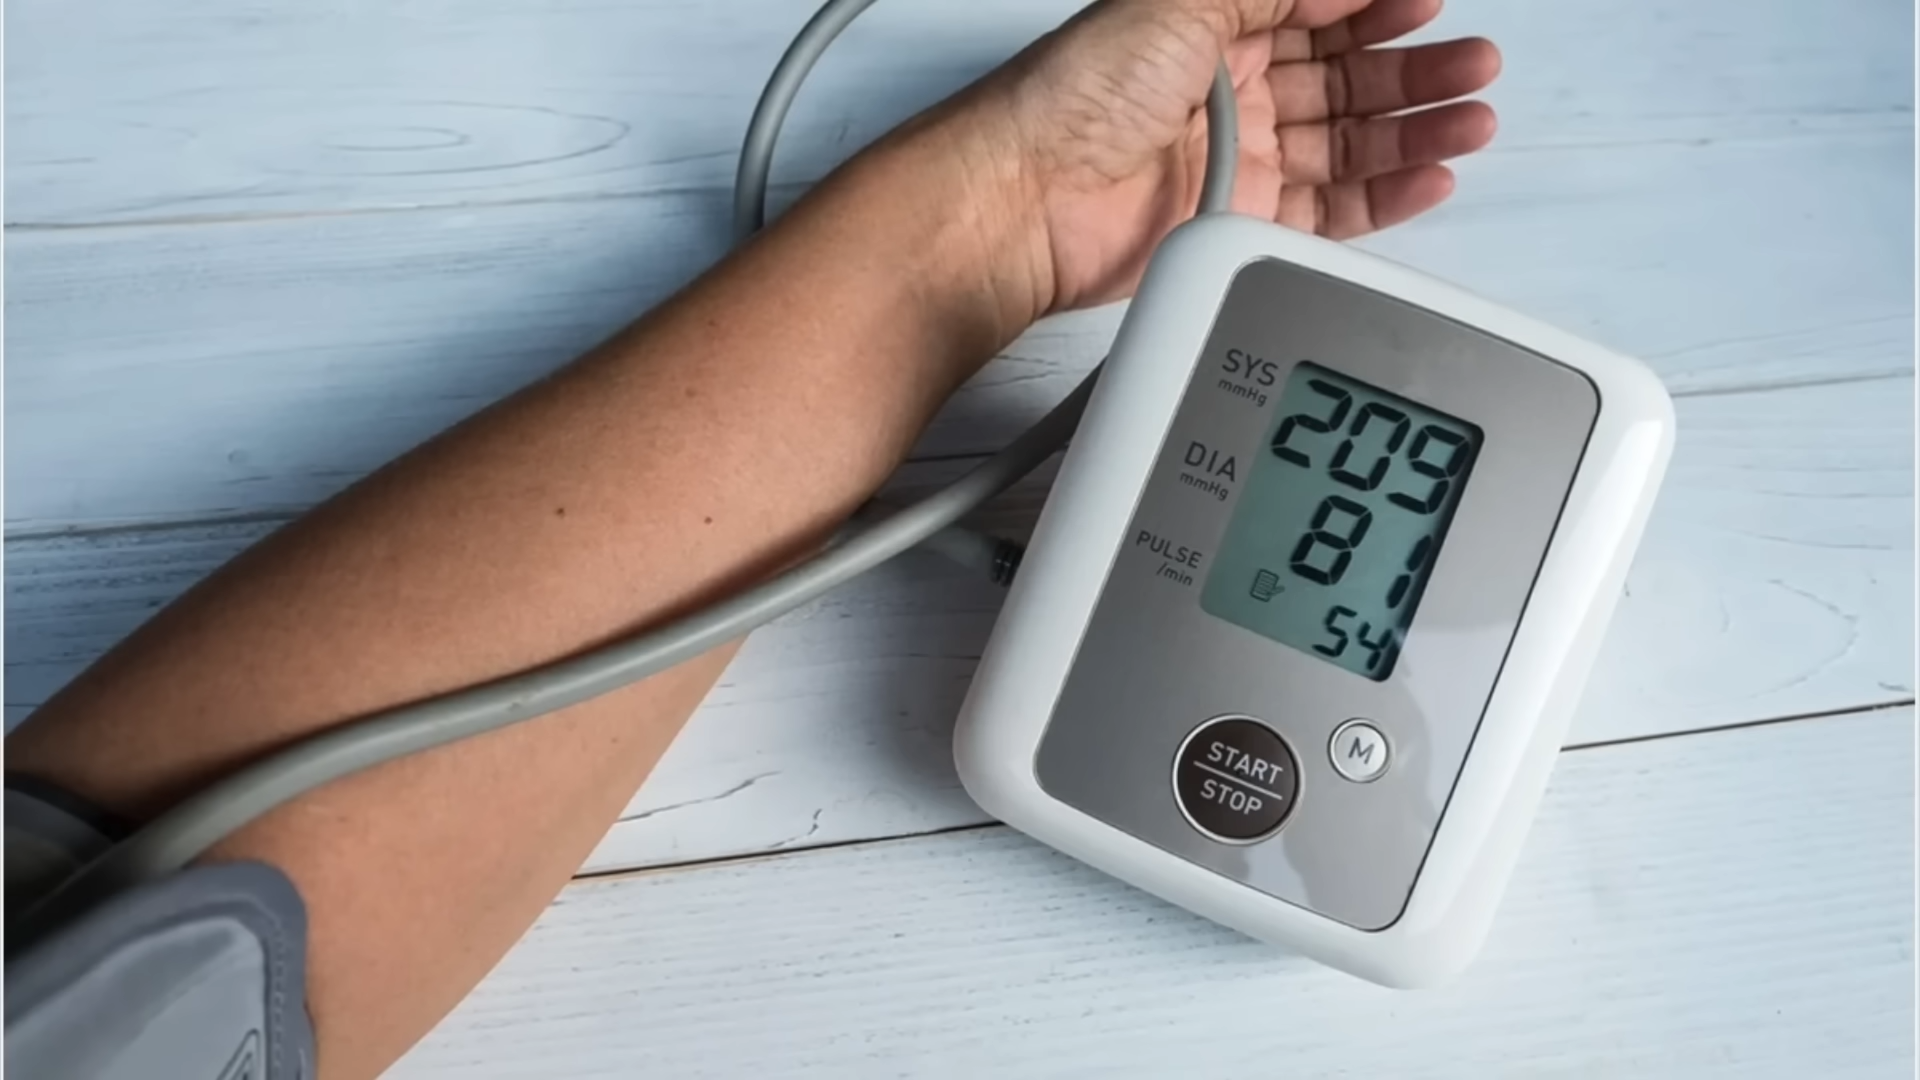 SYS
mmHg
209
DIA
mmHg
81
PULSE
/min
54
START
STOP
M